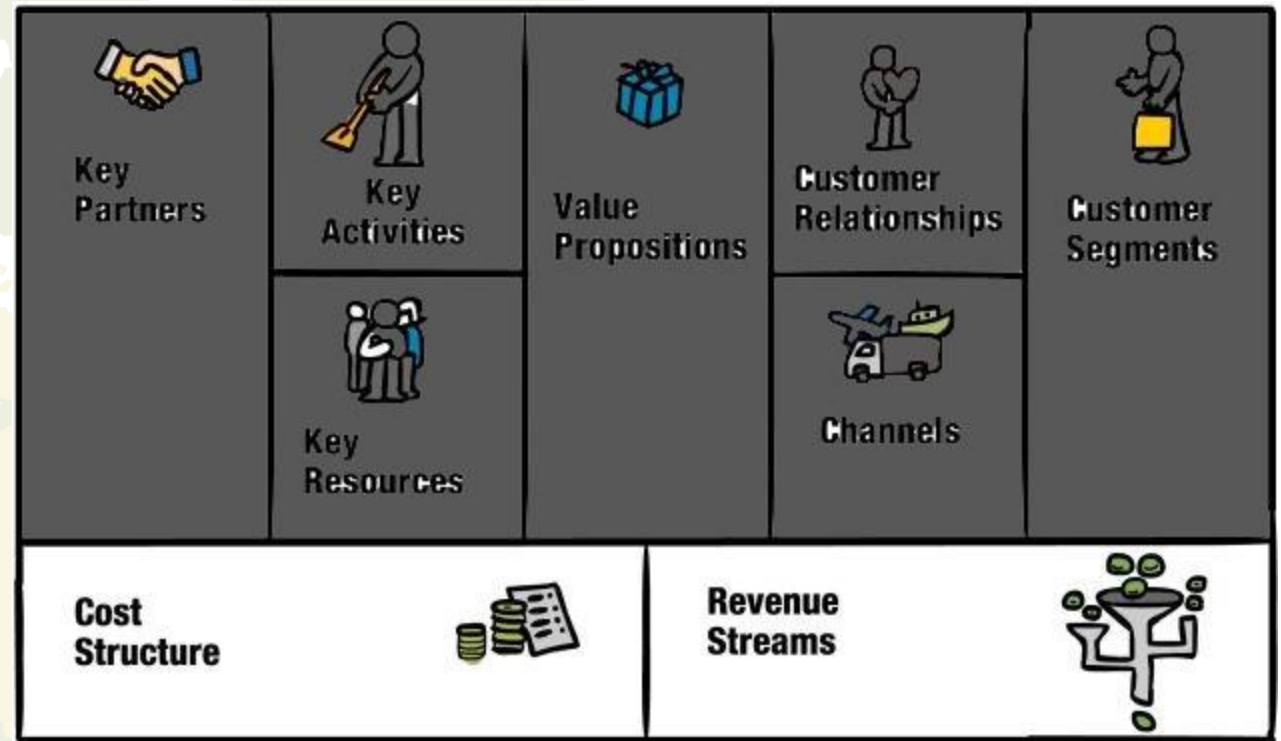 Key
Partners
Key
Activities
Key
Resources
Value
Propositions
Customer
Relationships
Channels
Customer
Segments
Cost
Structure
Revenue
Streams